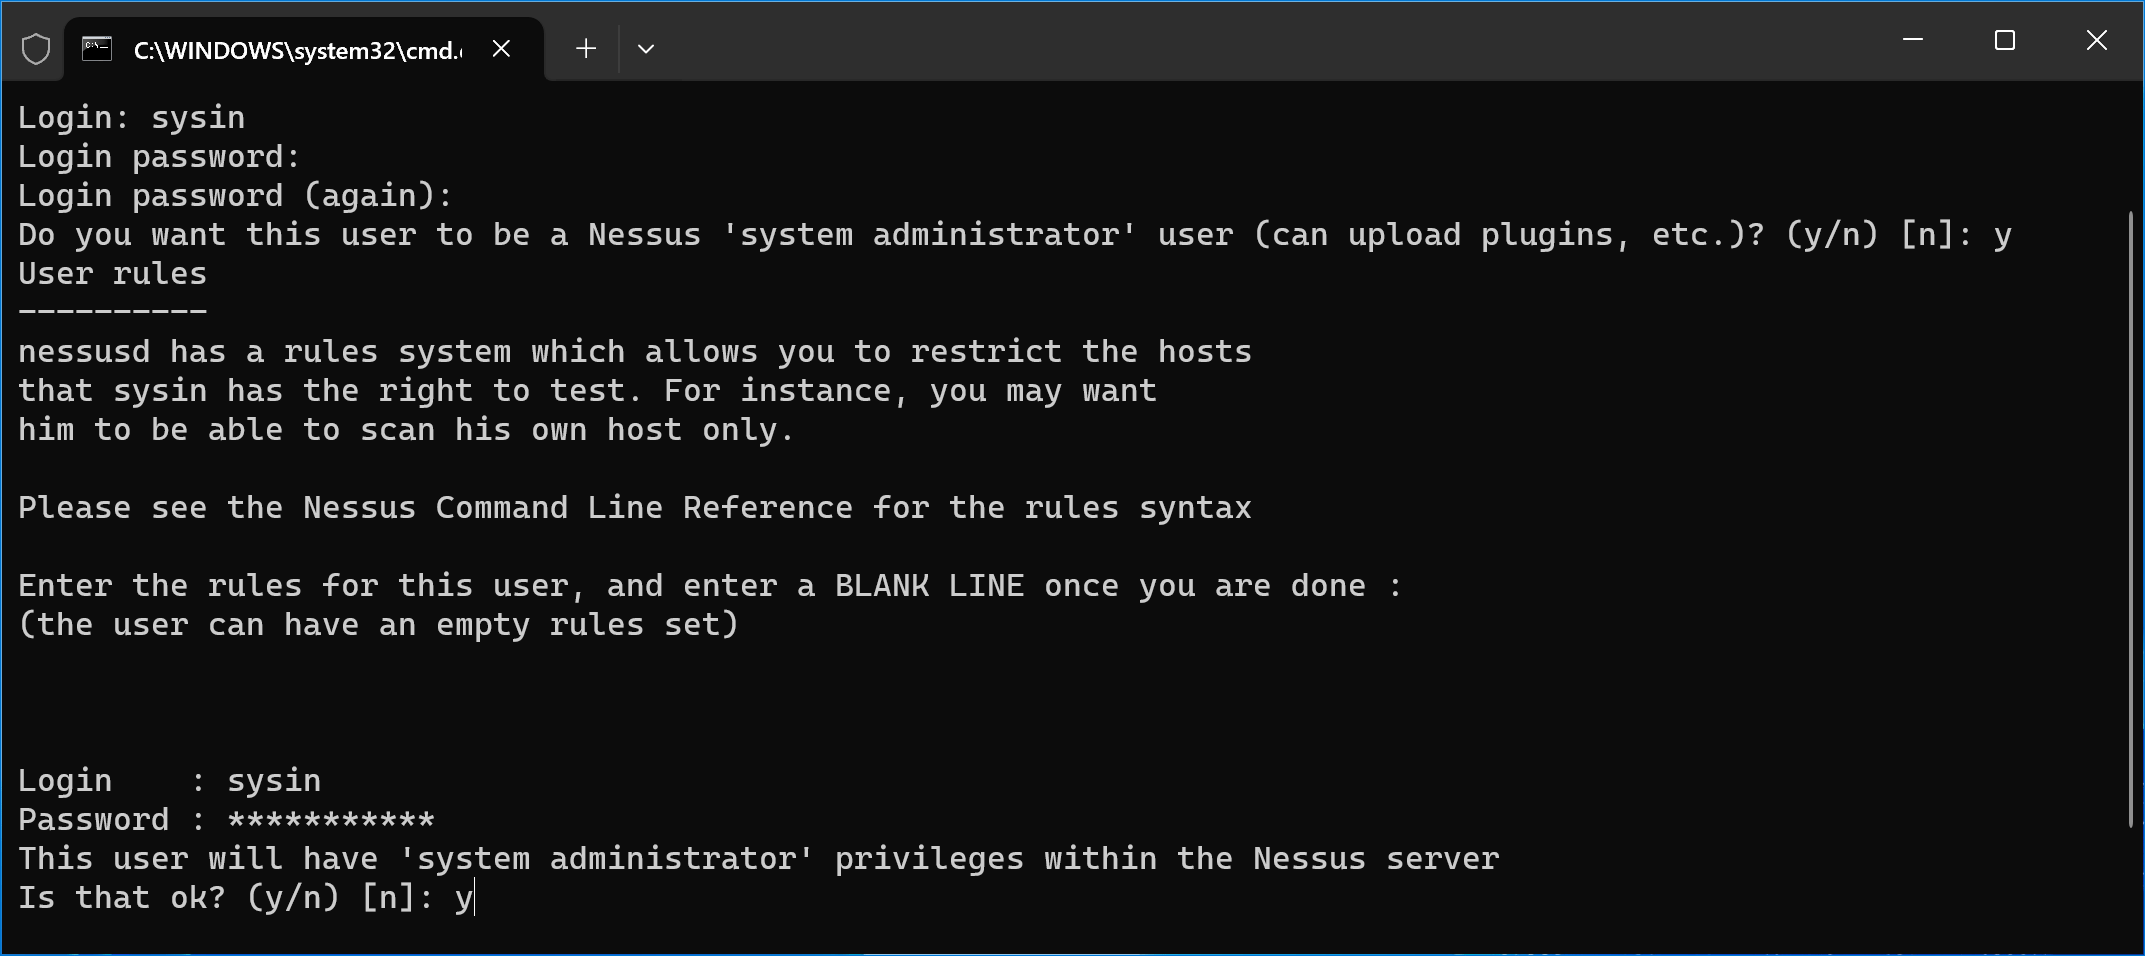 C:\WINDOWS\system32\cmd.
Login: sysin
Login password:
Login password (again):
Do you want this user to be a Nessus 'system administrator' user (can upload plugins, etc.)? (y/n) [n]: y
User rules
----------
nessusd has a rules system which allows you to restrict the hosts
that sysin has the right to test. For instance, you may want
him to be able to scan his own host only.
Please see the Nessus Command Line Reference for the rules syntax
Enter the rules for this user, and enter a BLANK LINE once you are done :
(the user can have an empty rules set)
Login    : sysin
Password : ***********
This user will have 'system administrator' privileges within the Nessus server
Is that ok? (y/n) [n]: y